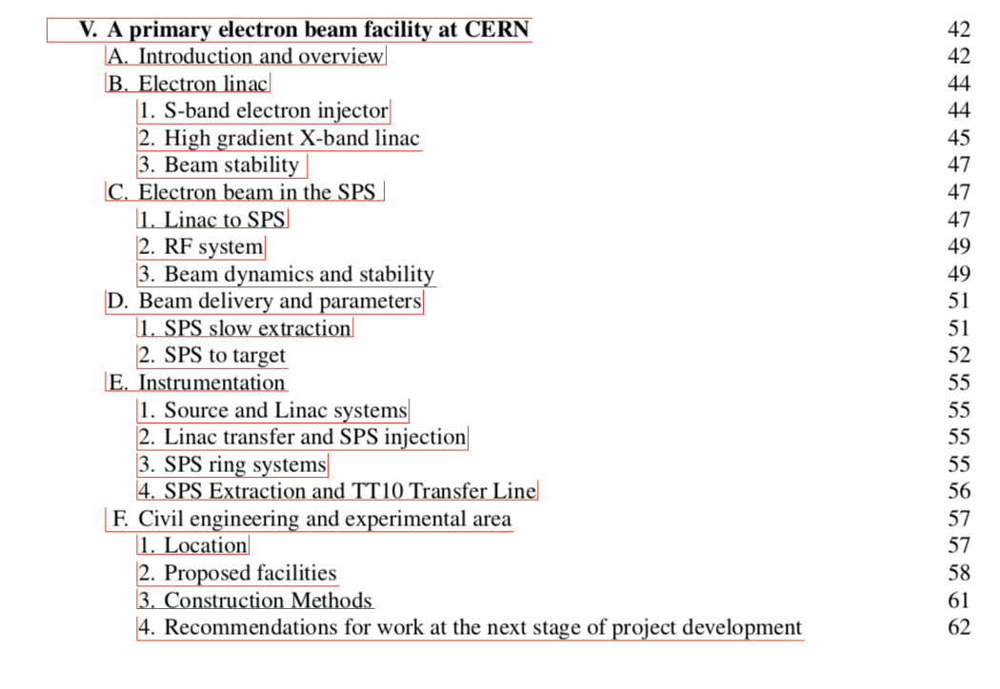 V. A primary electron beam facility at CERN 42
A. Introduction and overview 42
B. Electron linac 44
1. S-band electron injector 44
2. High gradient X-band linac 45
3. Beam stability 47
C. Electron beam in the SPS 47
1. Linac to SPS 47
2. RF system 49
3. Beam dynamics and stability 49
D. Beam delivery and parameters 51
1. SPS slow extraction 51
2. SPS to target 52
E. Instrumentation 55
1. Source and Linac systems 55
2. Linac transfer and SPS injection 55
3. SPS ring systems 55
4. SPS Extraction and TT10 Transfer Line 56
F. Civil engineering and experimental area 57
1. Location 57
2. Proposed facilities 58
3. Construction Methods 61
4. Recommendations for work at the next stage of project development 62